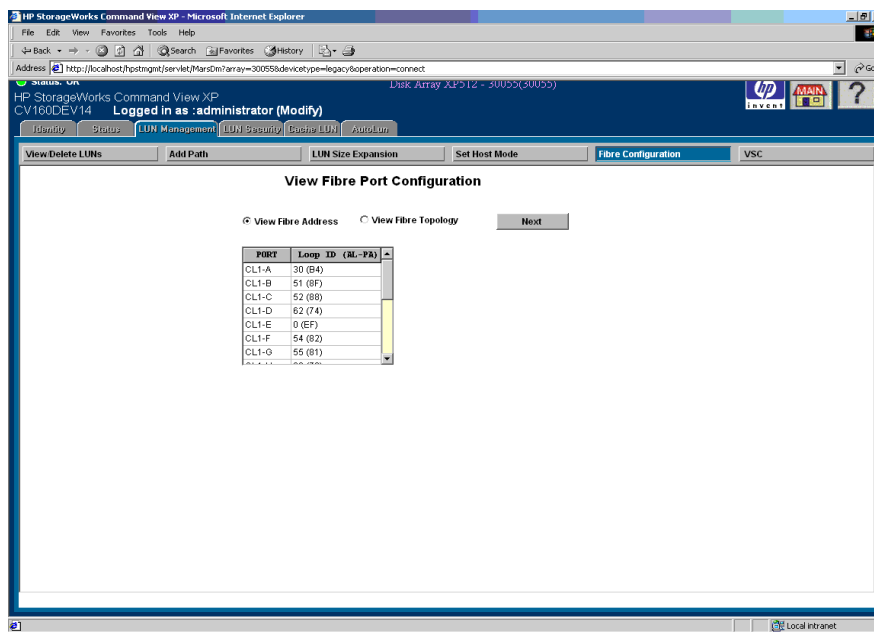 HP StorageWorks Command View XP - Microsoft Internet Explorer
File Edit View Favorites Tools Help
Back Search Favorites History
Address http://localhost/hpstmgmt/servlet/MarsDm?array=30055&devicetype=legacy&operation=connect Go
Status: OK Disk Array XP512 - 30055(30055)
HP StorageWorks Command View XP
CV160DEV14 Logged in as :administrator (Modify)
hp
invent
MAIN
?
Identity Status LUN Management LUN Security Cache LUN AutoLun
View/Delete LUNs Add Path LUN Size Expansion Set Host Mode Fibre Configuration VSC
View Fibre Port Configuration
View Fibre Address View Fibre Topology Next
PORT Loop ID (AL-PA)
CL1-A 30 (B4)
CL1-B 51 (8F)
CL1-C 52 (88)
CL1-D 62 (74)
CL1-E 0 (EF)
CL1-F 54 (82)
CL1-G 55 (81)
Local intranet